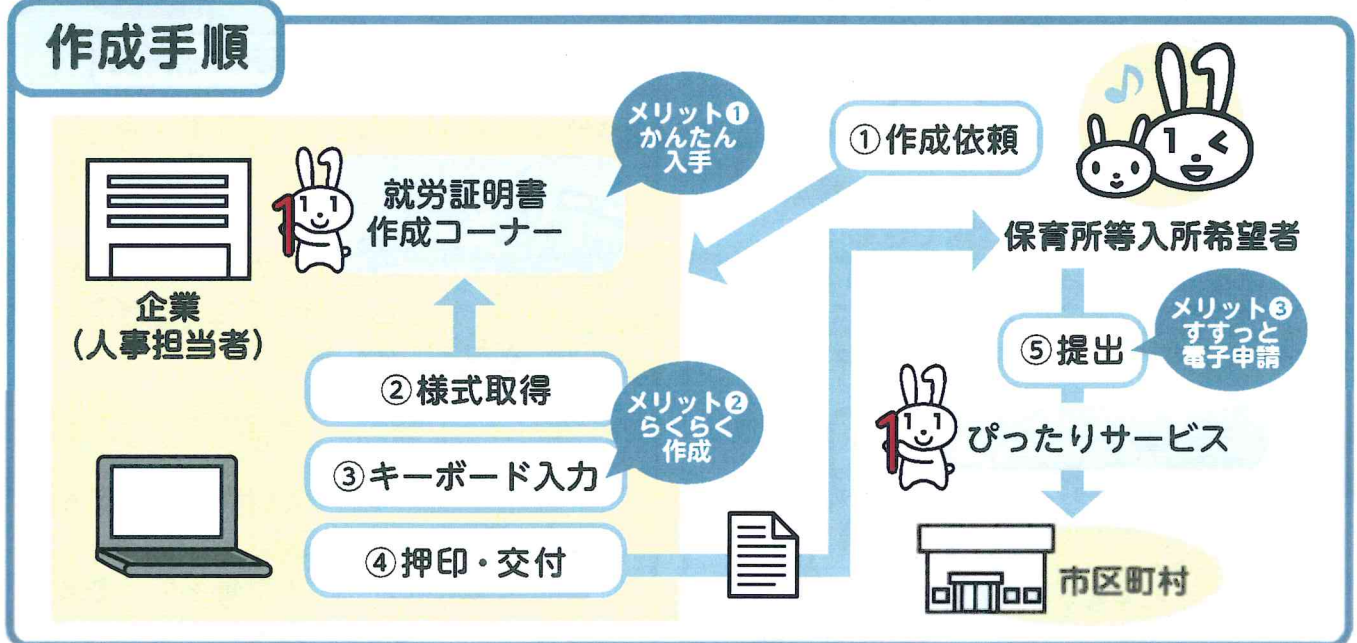 作成手順
メリット❶
かんたん
入手
①作成依頼
就労証明書
作成コーナー
保育所等入所希望者
企業
(人事担当者)
メリット❸
すすっと
電子申請
⑤提出
②様式取得
メリット❷
らくらく
作成
ぴったりサービス
③キーボード入力
④押印・交付
市区町村